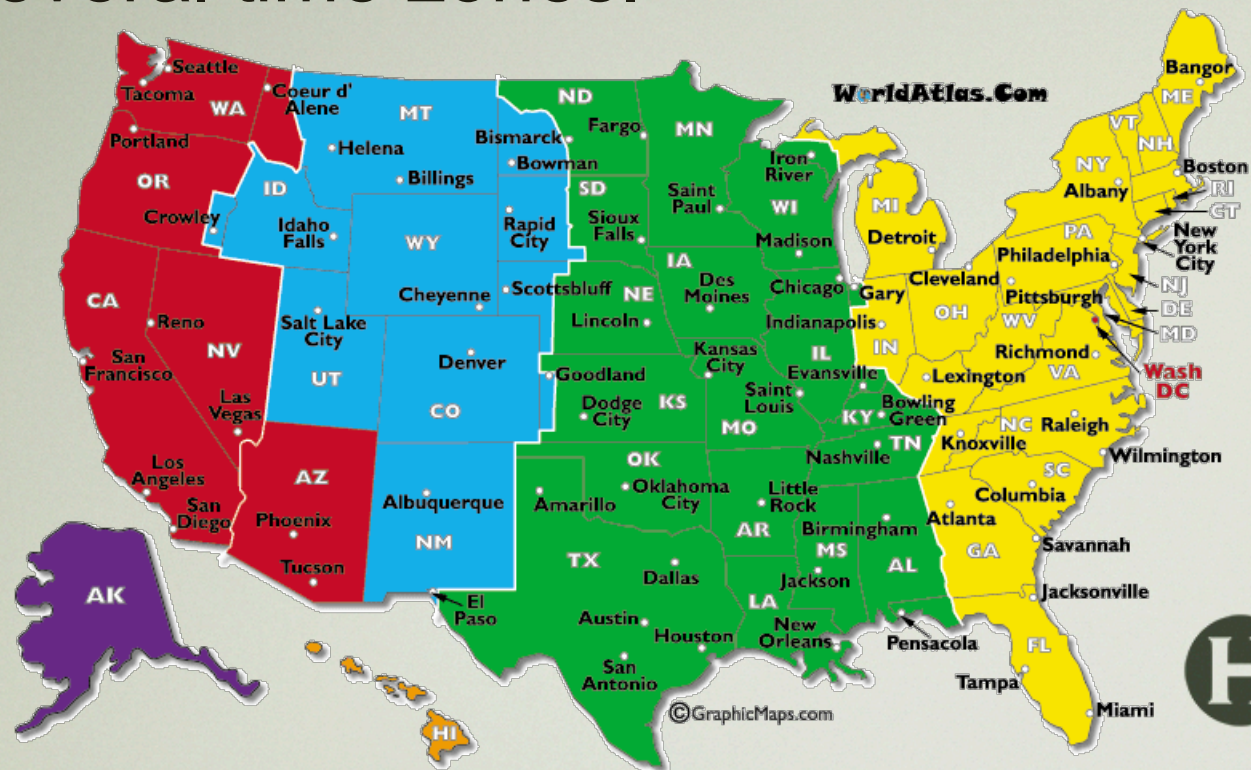 time zones.
WorldAtlas.Com
Seattle
Tacoma
WA
Coeur d'
Alene
Portland
OR
Crowley
ID
Idaho
Falls
MT
Helena
Billings
WY
Cheyenne
CA
Reno
NV
San
Francisco
Las
Vegas
Los
Angeles
San
Diego
Salt Lake
City
UT
Denver
CO
AZ
Phoenix
Tucson
Albuquerque
NM
El
Paso
ND
Fargo
Bismarck
Bowman
SD
Rapid
City
Sioux
Falls
Scottsbluff
NE
Lincoln
Goodland
Dodge
City
KS
OK
Oklahoma
City
Amarillo
TX
Dallas
Austin
Houston
San
Antonio
MN
Saint
Paul
IA
Des
Moines
Kansas
City
MO
Saint
Louis
AR
Little
Rock
LA
New
Orleans
Iron
River
WI
Madison
Chicago
IL
Gary
Indianapolis
IN
Evansville
KY
Bowling
Green
Lexington
TN
Nashville
Knoxville
MS
Jackson
Birmingham
AL
Pensacola
MI
Detroit
Cleveland
OH
WV
Pittsburgh
PA
Philadelphia
NY
Albany
VT
NH
ME
Bangor
Boston
RI
CT
New
York
City
NJ
DE
MD
Wash
DC
Richmond
VA
NC
Raleigh
Wilmington
SC
Columbia
Atlanta
GA
Savannah
Jacksonville
FL
Tampa
Miami
AK
HI
©GraphicMaps.com
H